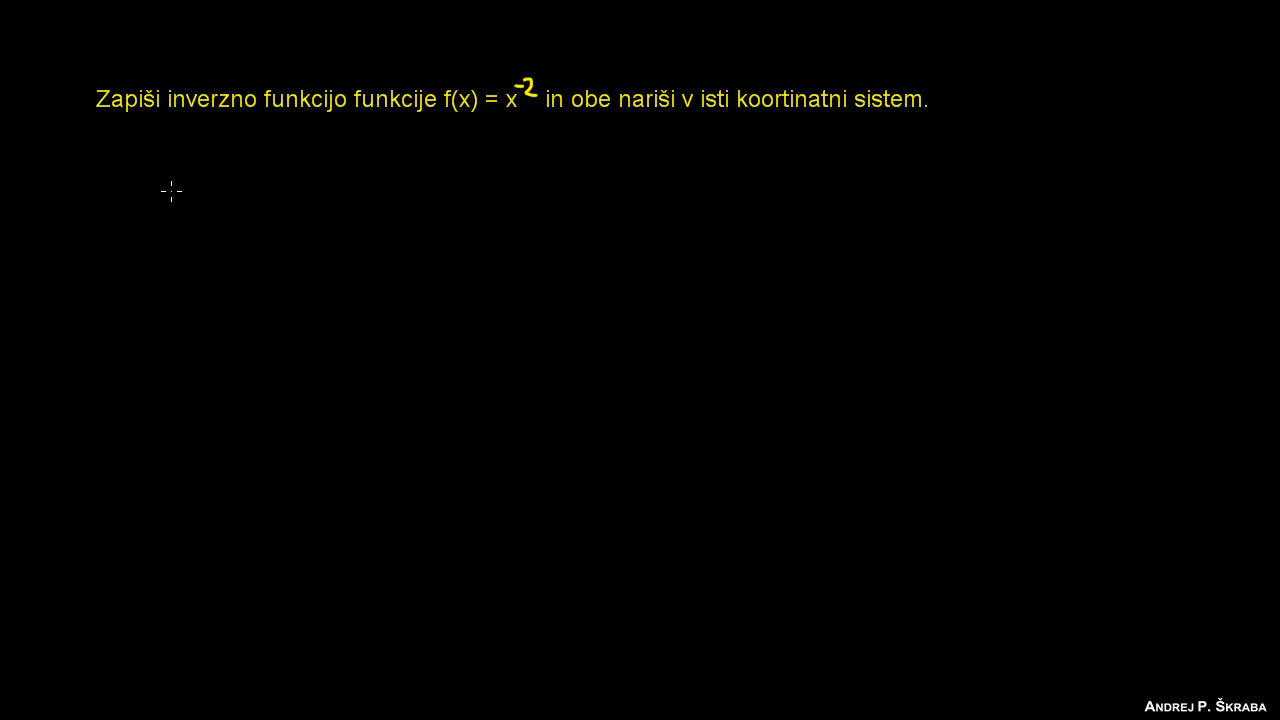 Zapiši inverzno funkcijo funkcije f(x) = x⁻² in obe nariši v isti koortinatni sistem.
ANDREJ P. ŠKRABA